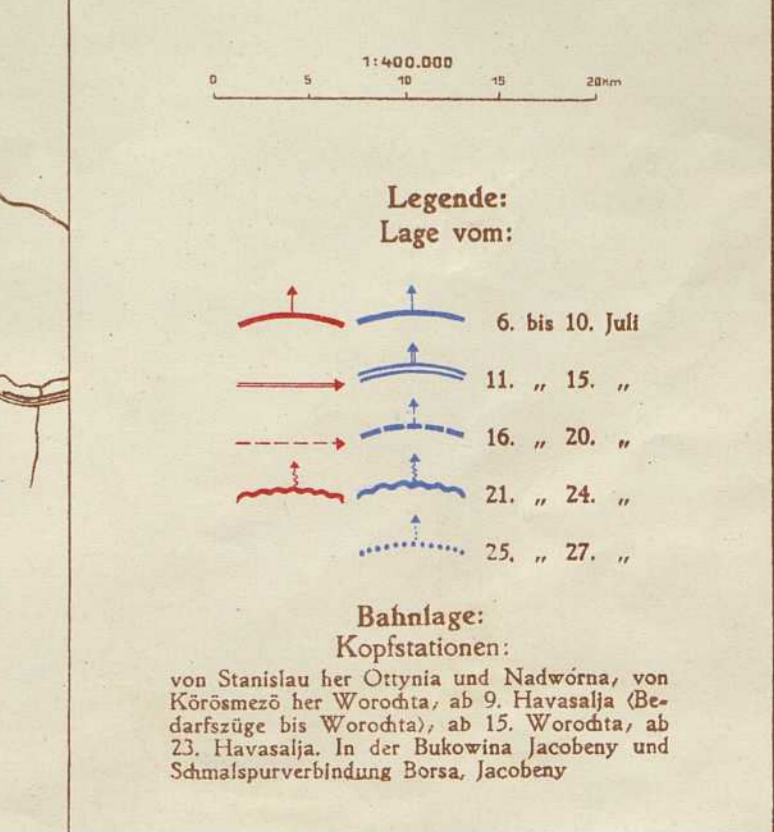 1:400.000
0 5 10 15 20Km
Legende:
Lage vom:
6. bis 10. Juli
11. „ 15. „
16. „ 20. „
21. „ 24. „
25. „ 27. „
Bahnlage:
Kopfstationen:
von Stanislau her Ottynia und Nadwórna, von
Körösmezö her Worochta, ab 9. Havasalja (Be-
darfszüge bis Worochta), ab 15. Worochta, ab
23. Havasalja. In der Bukowina Jacobeny und
Schmalspurverbindung Borsa, Jacobeny